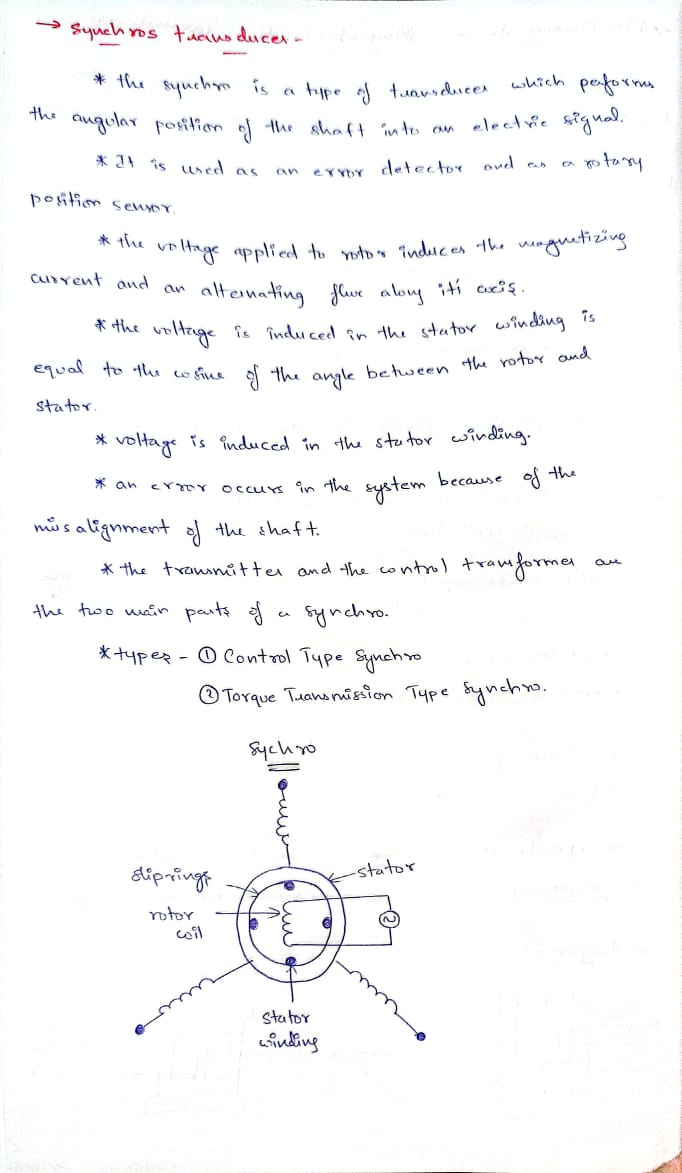 → Synchros transducer -
* the synchro is a type of transducer which performs
the angular position of the shaft into an electric signal.
* It is used as an error detector and as a rotary
position sensor.
* the voltage applied to rotor induces the magnetizing
current and an alternating flux along it's axis.
* the voltage is induced in the stator winding is
equal to the cosine of the angle between the rotor and
stator.
* voltage is induced in the stator winding.
* an error occurs in the system because of the
misalignment of the shaft.
* the transmitter and the control transformer are
the two main parts of a synchro.
* types - ① Control Type Synchro
② Torque Transmission Type Synchro.
Sychro
sliprings
stator
rotor
coil
stator
winding